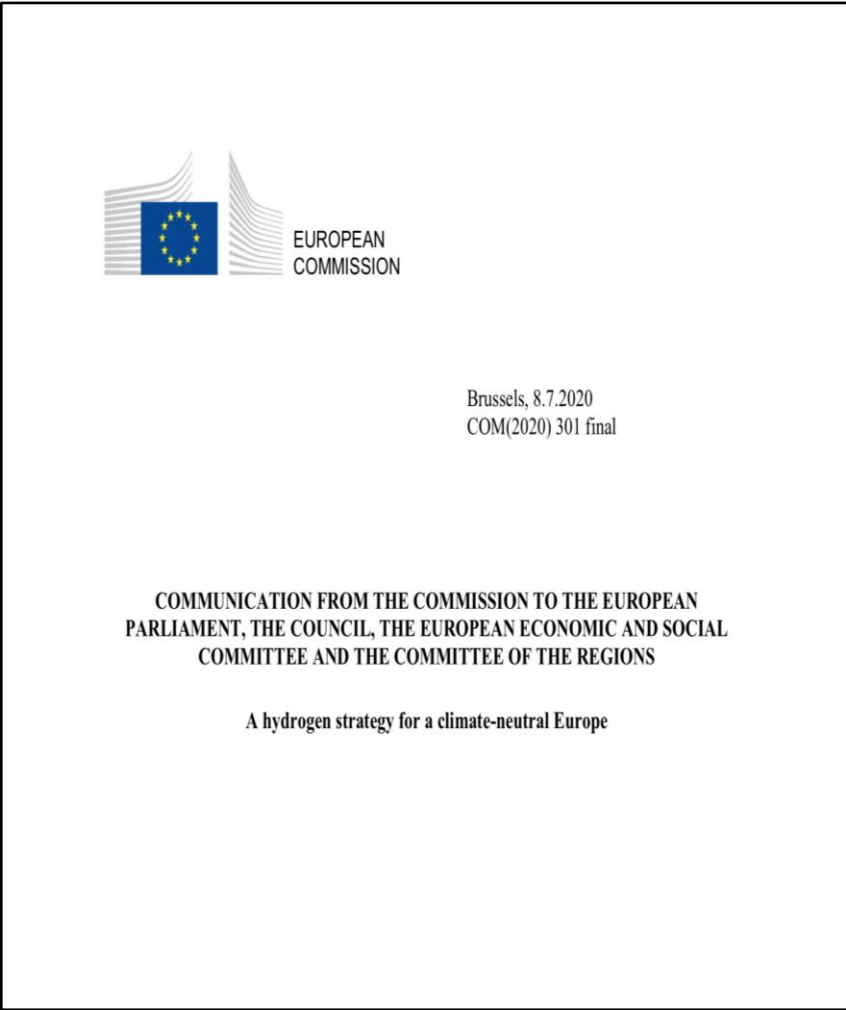 EUROPEAN
COMMISSION
Brussels, 8.7.2020
COM(2020) 301 final
COMMUNICATION FROM THE COMMISSION TO THE EUROPEAN
PARLIAMENT, THE COUNCIL, THE EUROPEAN ECONOMIC AND SOCIAL
COMMITTEE AND THE COMMITTEE OF THE REGIONS
A hydrogen strategy for a climate-neutral Europe